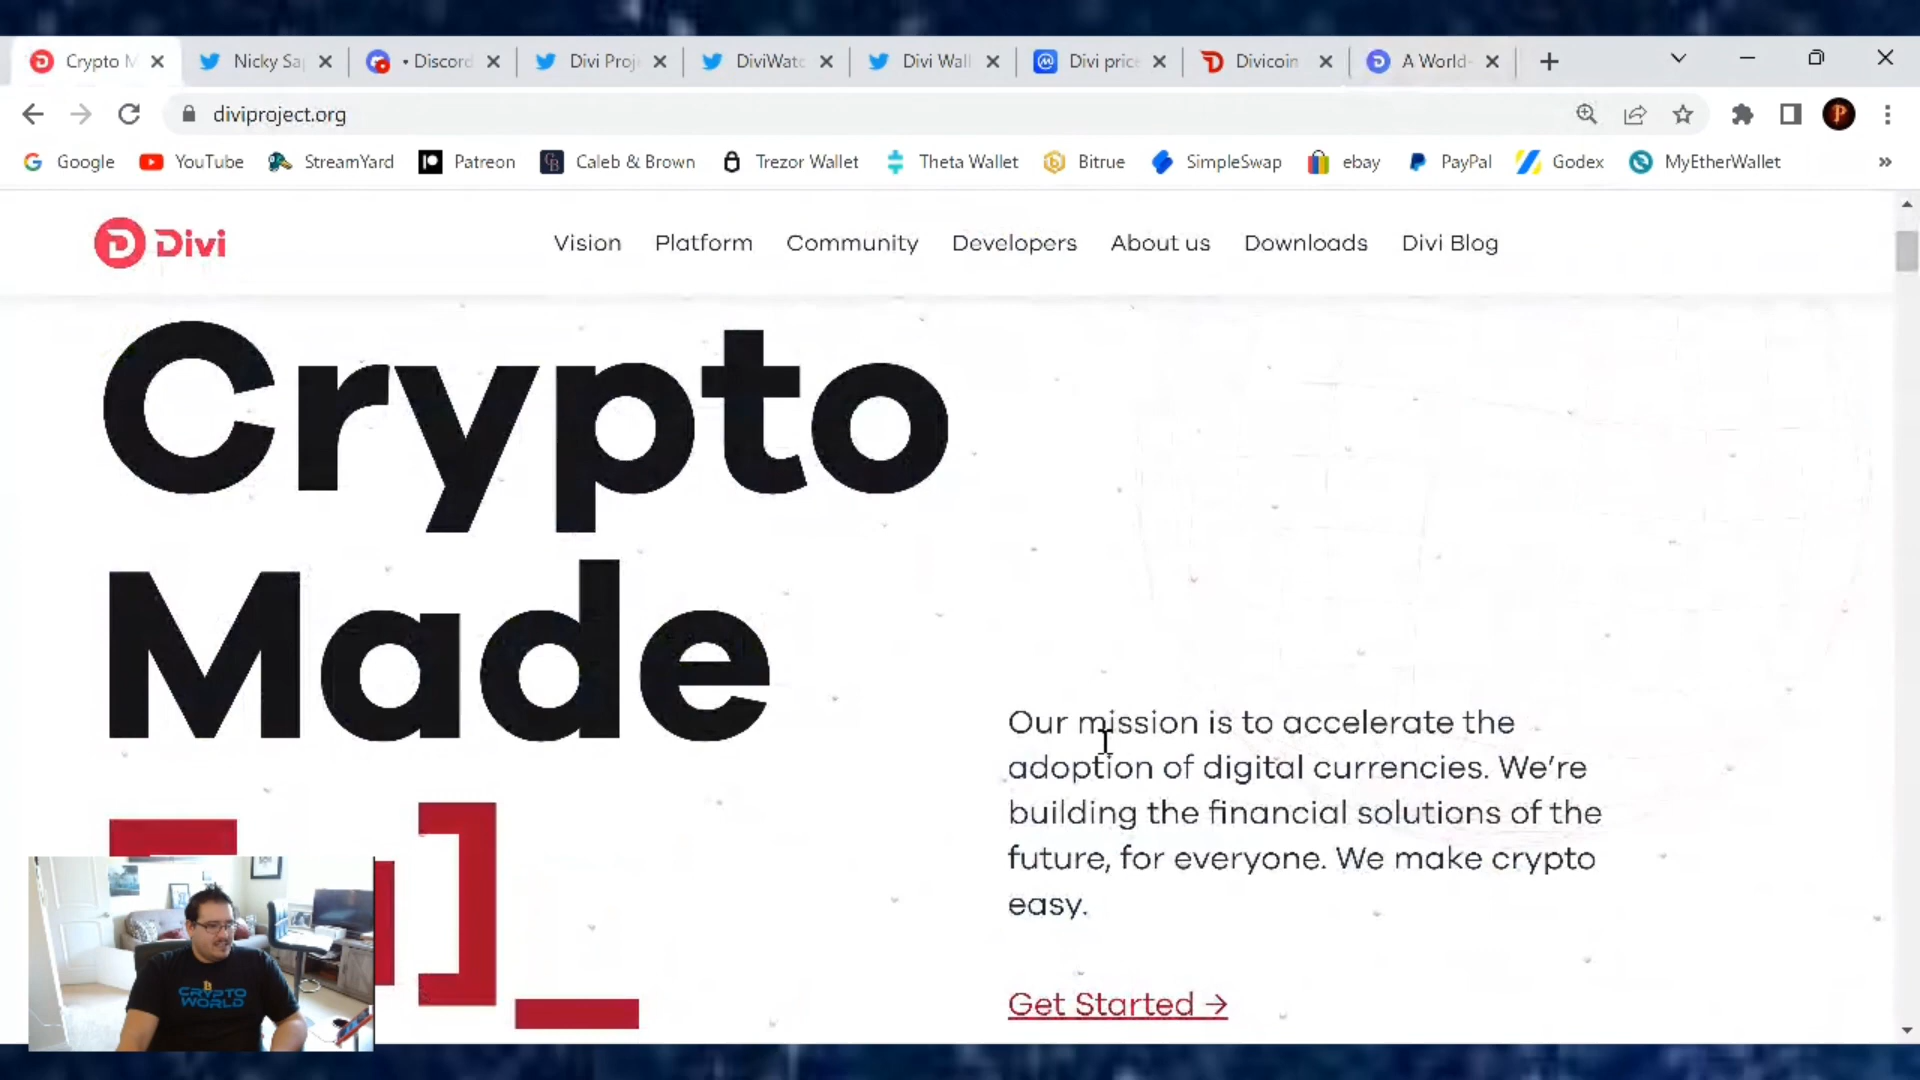 Crypto M
Nicky Sa
• Discord
Divi Proj
DiviWatc
Divi Wall
Divi price
Divicoin
A World-
diviproject.org
Google
YouTube
StreamYard
Patreon
Caleb & Brown
Trezor Wallet
Theta Wallet
Bitrue
SimpleSwap
ebay
PayPal
Godex
MyEtherWallet
Divi
Vision
Platform
Community
Developers
About us
Downloads
Divi Blog
Crypto
Made
Our mission is to accelerate the
adoption of digital currencies. We’re
building the financial solutions of the
future, for everyone. We make crypto
easy.
Get Started →
CRYPTO
WORLD